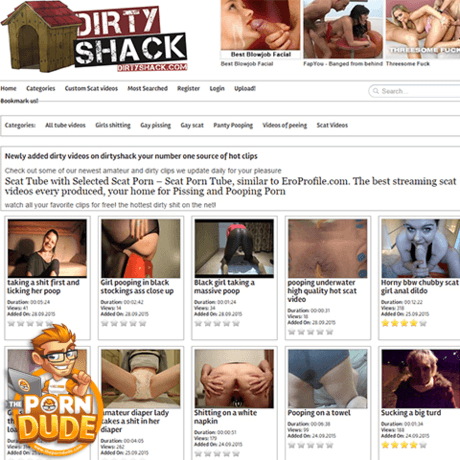 DIRTY
SHACK
DIRTYSHACK.COM
Best Blowjob Facial
THREESOME FUCK
Best Blowjob Facial FapYou - Banged from behind Threesome Fuck
Home Categories Custom Scat videos Most Searched Register Login Upload!
Search...
Bookmark us!
Categories: All tube videos Girls shitting Gay pissing Gay scat Panty Pooping Videos of peeing Scat Videos
Newly added dirty videos on dirtyshack your number one source of hot clips
Check out some of our newest amateur and dirty clips we update daily for your pleasure
Scat Tube with Selected Scat Porn – Scat Porn Tube, similar to EroProfile.com. The best streaming scat
videos every produced, your home for Pissing and Pooping Porn
watch all your favorite clips for free! the hottest dirty shit on the net!
taking a shit first and
licking her poop
Duration: 00:05:24
Views: 41
Added On: 28.09.2015
Girl pooping in black
stockings ass close up
Duration: 00:02:42
Views: 14
Added On: 28.09.2015
Black girl taking a
massive poop
Duration: 00:01:24
Views: 34
Added On: 28.09.2015
pooping underwater
high quality hot scat
video
Duration: 00:00:31
Views: 18
Added On: 28.09.2015
Horny bbw chubby scat
girl anal dildo
Duration: 00:12:22
Views: 318
Added On: 25.09.2015
THE
PORN
DUDE
amateur diaper lady
takes a shit in her
diaper
Duration: 00:04:05
Views: 262
Added On: 25.09.2015
Shitting on a white
napkin
Duration: 00:00:51
Views: 179
Added On: 24.09.2015
Pooping on a towel
Duration: 00:06:38
Views: 99
Added On: 24.09.2015
Sucking a big turd
Duration: 00:01:34
Views: 168
Added On: 24.09.2015